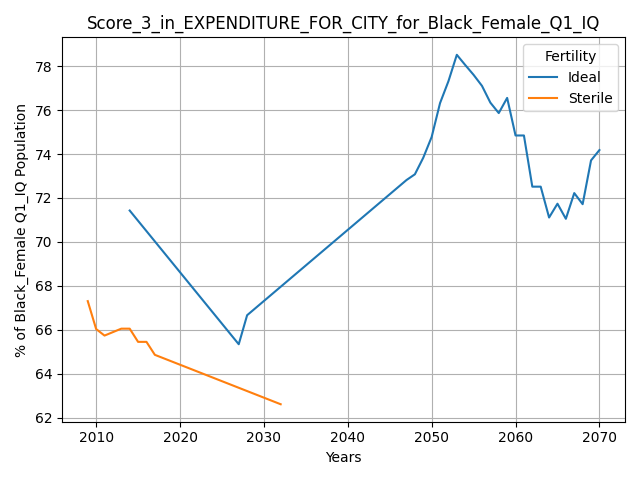 Score_3_in_EXPENDITURE_FOR_CITY_for_Black_Female_Q1_IQ
Fertility
Ideal
Sterile
% of Black_Female Q1_IQ Population
78
76
74
72
70
68
66
64
62
2010 2020 2030 2040 2050 2060 2070
Years